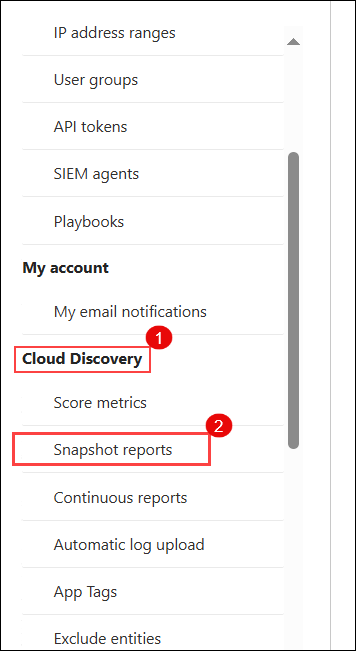 IP address ranges
User groups
API tokens
SIEM agents
Playbooks
My account
My email notifications
1
Cloud Discovery
Score metrics
2
Snapshot reports
Continuous reports
Automatic log upload
App Tags
Exclude entities